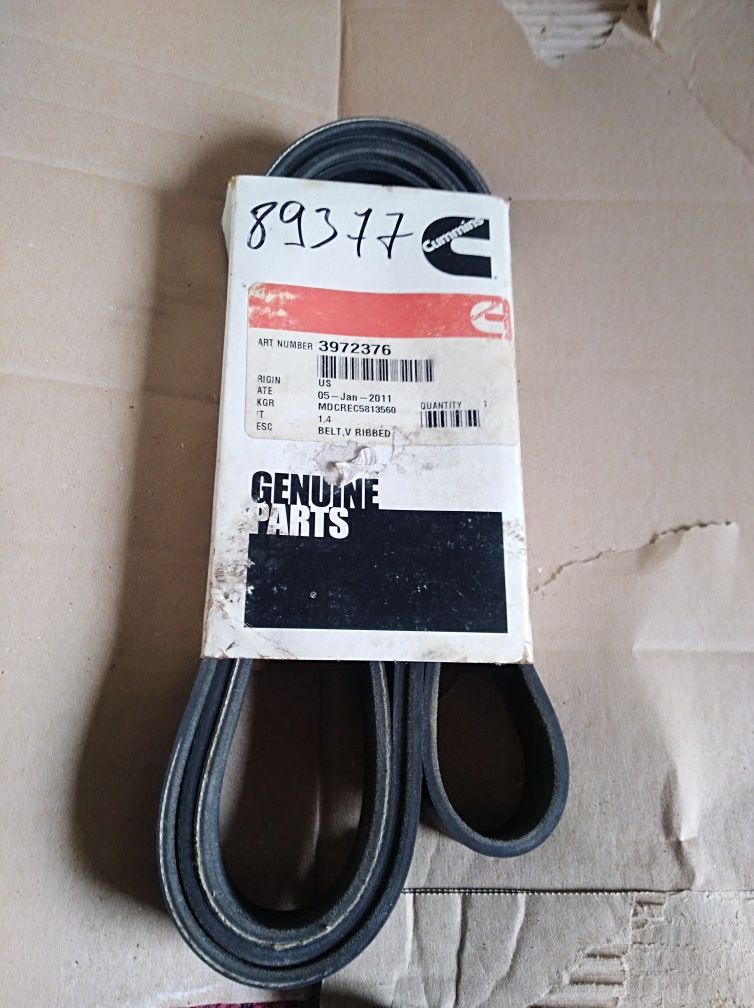 89377
Cummins
ART NUMBER 3972376
RIGIN US
ATE 05-Jan-2011
KGR MDCREC5813560
QUANTITY 1
T 1.4
ESC BELT,V RIBBED
GENUINE
PARTS